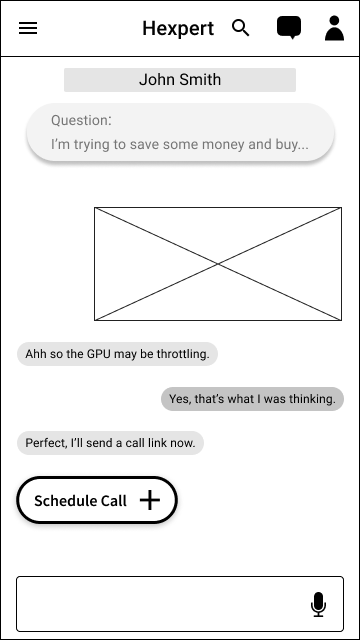 Hexpert
John Smith
Question:
I'm trying to save some money and buy...
Ahh so the GPU may be throttling.
Yes, that's what I was thinking.
Perfect, I'll send a call link now.
Schedule Call